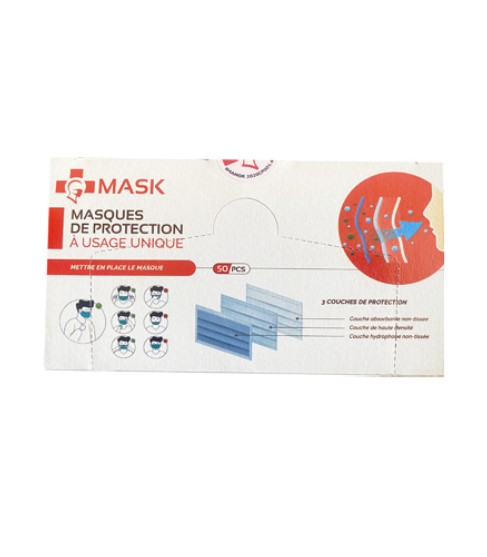 MASK
MASQUES
DE PROTECTION
À USAGE UNIQUE
METTRE EN PLACE LE MASQUE
50 PCS
3 COUCHES DE PROTECTION
Couche absorbante non-tissée
Couche de haute densité
Couche hydrophobe non-tissée